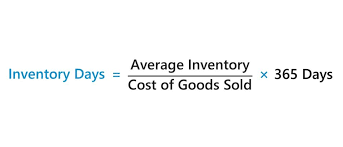 Inventory Days = Average Inventory / Cost of Goods Sold × 365 Days